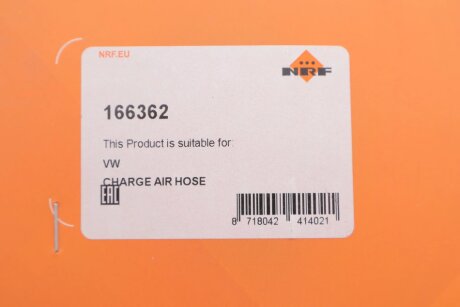 NRF.EU
NRF
166362
This Product is suitable for:
VW
CHARGE AIR HOSE
EAC
8 718042 414021